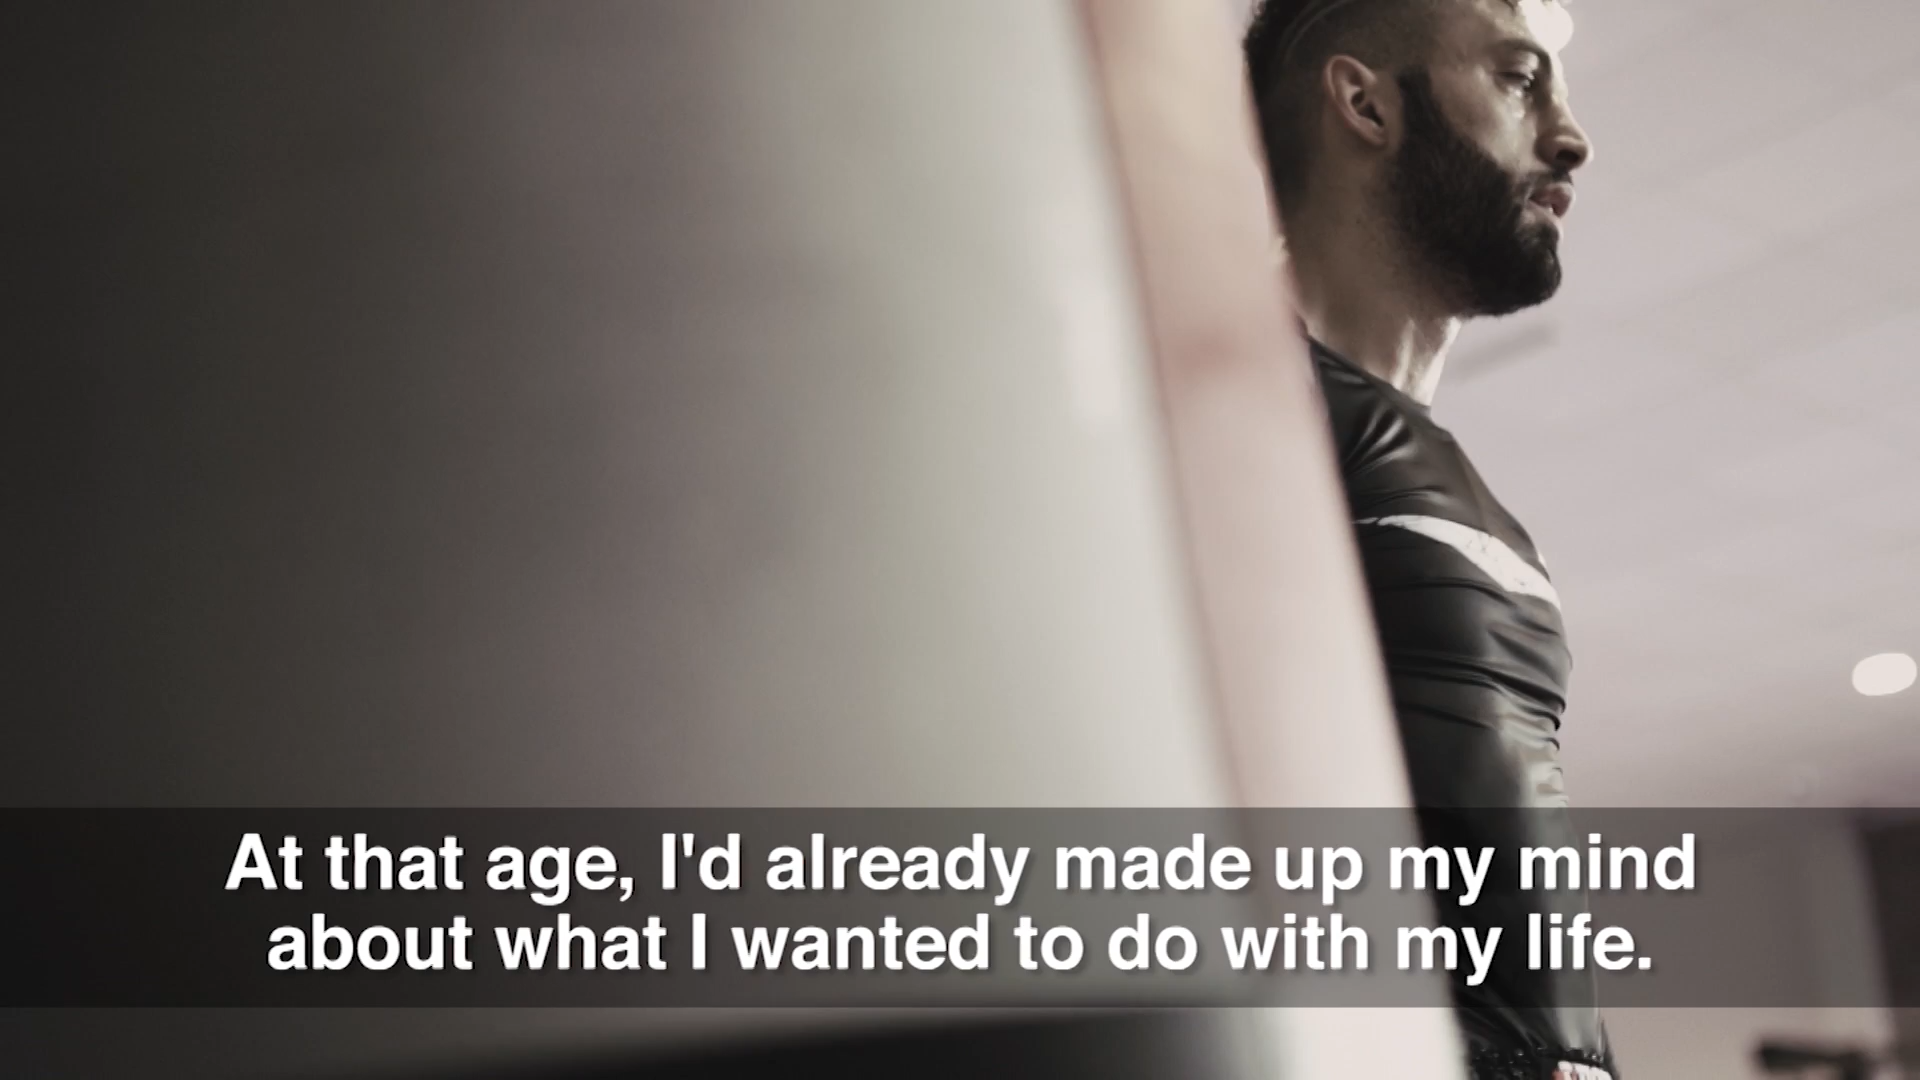 At that age, I'd already made up my mind
about what I wanted to do with my life.